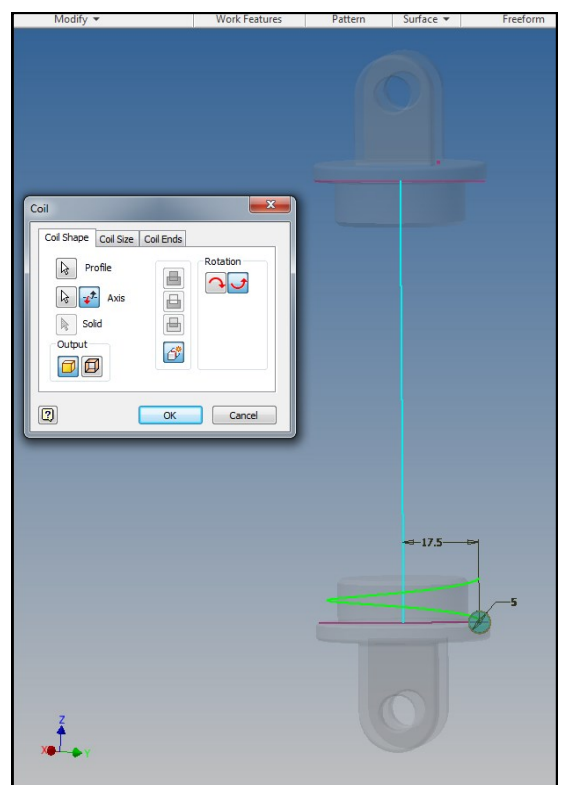 Modify Work Features Pattern Surface Freeform
Coil
Coil Shape Coil Size Coil Ends
Profile
Rotation
Axis
Solid
Output
OK Cancel
17.5
5
Z
X Y